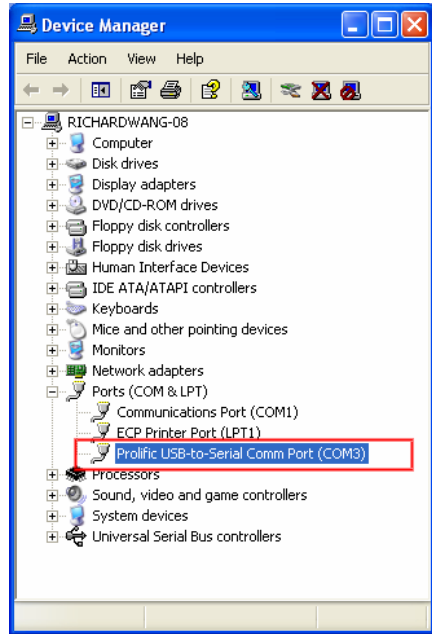 Device Manager
File Action View Help
RICHARDWANG-08
Computer
Disk drives
Display adapters
DVD/CD-ROM drives
Floppy disk controllers
Floppy disk drives
Human Interface Devices
IDE ATA/ATAPI controllers
Keyboards
Mice and other pointing devices
Monitors
Network adapters
Ports (COM & LPT)
Communications Port (COM1)
ECP Printer Port (LPT1)
Prolific USB-to-Serial Comm Port (COM3)
Processors
Sound, video and game controllers
System devices
Universal Serial Bus controllers